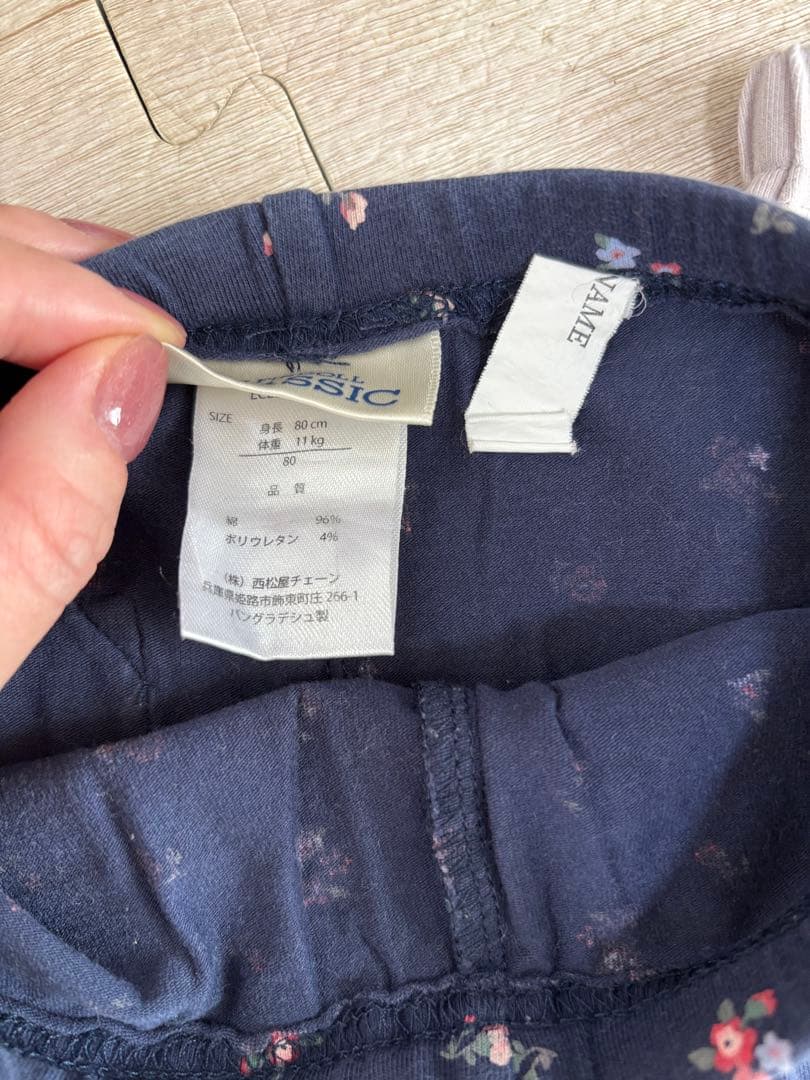 CLASSIC
SIZE
身長 80 cm
体重 11 kg
80
品 質
綿 96%
ポリウレタン 4%
(株) 西松屋チェーン
兵庫県姫路市飾東町庄 266-1
バングラデシュ製
NAME